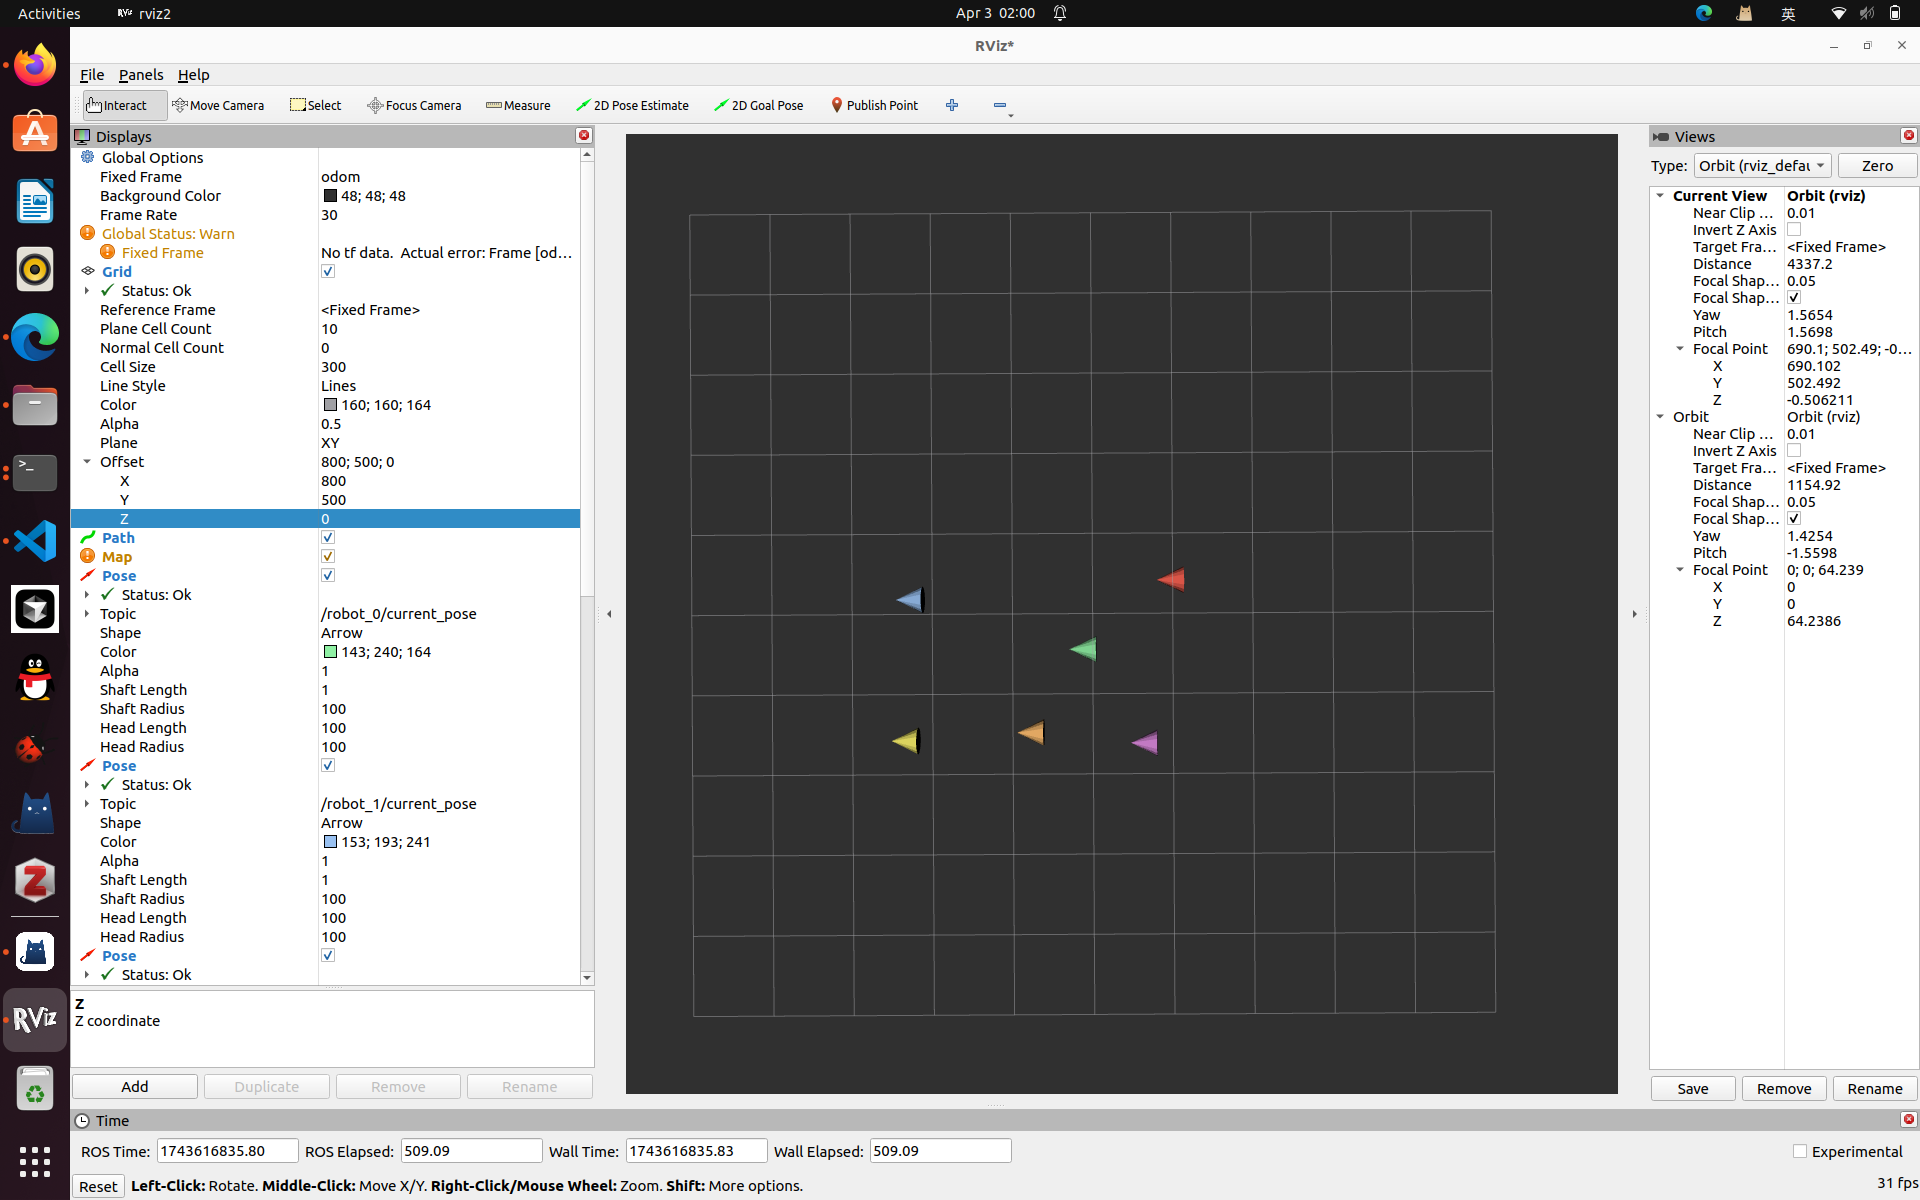 Activities
rviz2
Apr 3 02:00
英
RViz*
File Panels Help
Interact Move Camera Select Focus Camera Measure 2D Pose Estimate 2D Goal Pose Publish Point
Displays
Global Options
Fixed Frame odom
Background Color 48; 48; 48
Frame Rate 30
Global Status: Warn
Fixed Frame No tf data. Actual error: Frame [od...
Grid
Status: Ok
Reference Frame <Fixed Frame>
Plane Cell Count 10
Normal Cell Count 0
Cell Size 300
Line Style Lines
Color 160; 160; 164
Alpha 0.5
Plane XY
Offset 800; 500; 0
X 800
Y 500
Z 0
Path
Map
Pose
Status: Ok
Topic /robot_0/current_pose
Shape Arrow
Color 143; 240; 164
Alpha 1
Shaft Length 1
Shaft Radius 100
Head Length 100
Head Radius 100
Pose
Status: Ok
Topic /robot_1/current_pose
Shape Arrow
Color 153; 193; 241
Alpha 1
Shaft Length 1
Shaft Radius 100
Head Length 100
Head Radius 100
Pose
Status: Ok
Z
Z coordinate
Add Duplicate Remove Rename
Views
Type: Orbit (rviz_defau Zero
Current View Orbit (rviz)
Near Clip ... 0.01
Invert Z Axis
Target Fra... <Fixed Frame>
Distance 4337.2
Focal Shap... 0.05
Focal Shap...
Yaw 1.5654
Pitch 1.5698
Focal Point 690.1; 502.49; -0...
X 690.102
Y 502.492
Z -0.506211
Orbit Orbit (rviz)
Near Clip ... 0.01
Invert Z Axis
Target Fra... <Fixed Frame>
Distance 1154.92
Focal Shap... 0.05
Focal Shap...
Yaw 1.4254
Pitch -1.5598
Focal Point 0; 0; 64.239
X 0
Y 0
Z 64.2386
Save Remove Rename
Time
ROS Time: 1743616835.80 ROS Elapsed: 509.09 Wall Time: 1743616835.83 Wall Elapsed: 509.09 Experimental
Reset Left-Click: Rotate. Middle-Click: Move X/Y. Right-Click/Mouse Wheel: Zoom. Shift: More options. 31 fps
RViz